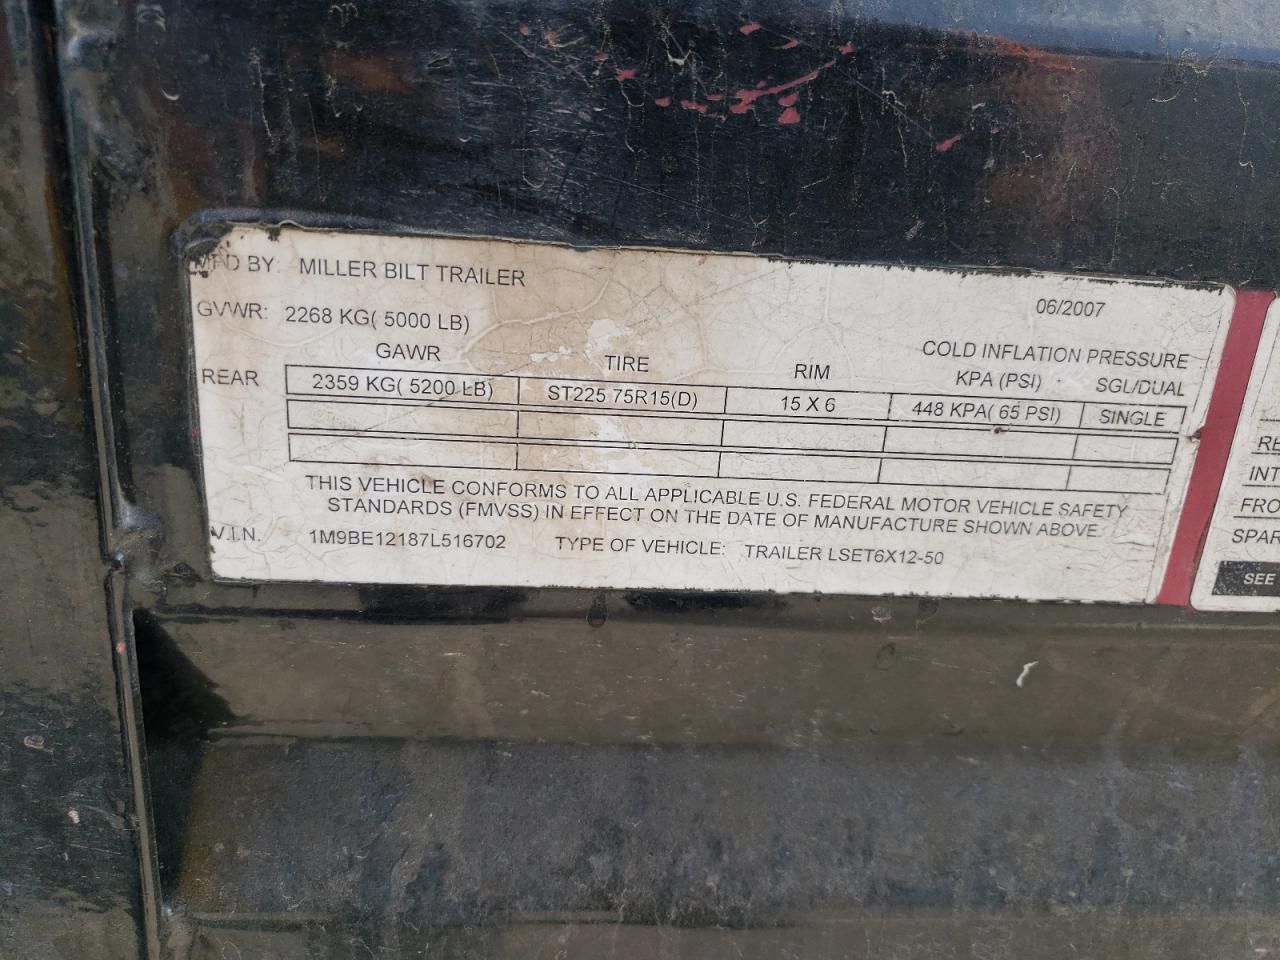 MFD BY: MILLER BILT TRAILER
06/2007
GVWR: 2268 KG( 5000 LB)
GAWR TIRE RIM COLD INFLATION PRESSURE
KPA (PSI) SGL/DUAL
REAR 2359 KG( 5200 LB) ST225 75R15(D) 15 X 6 448 KPA( 65 PSI) SINGLE
THIS VEHICLE CONFORMS TO ALL APPLICABLE U.S. FEDERAL MOTOR VEHICLE SAFETY
STANDARDS (FMVSS) IN EFFECT ON THE DATE OF MANUFACTURE SHOWN ABOVE.
V.I.N. 1M9BE12187L516702 TYPE OF VEHICLE: TRAILER LSET6X12-50
SEE